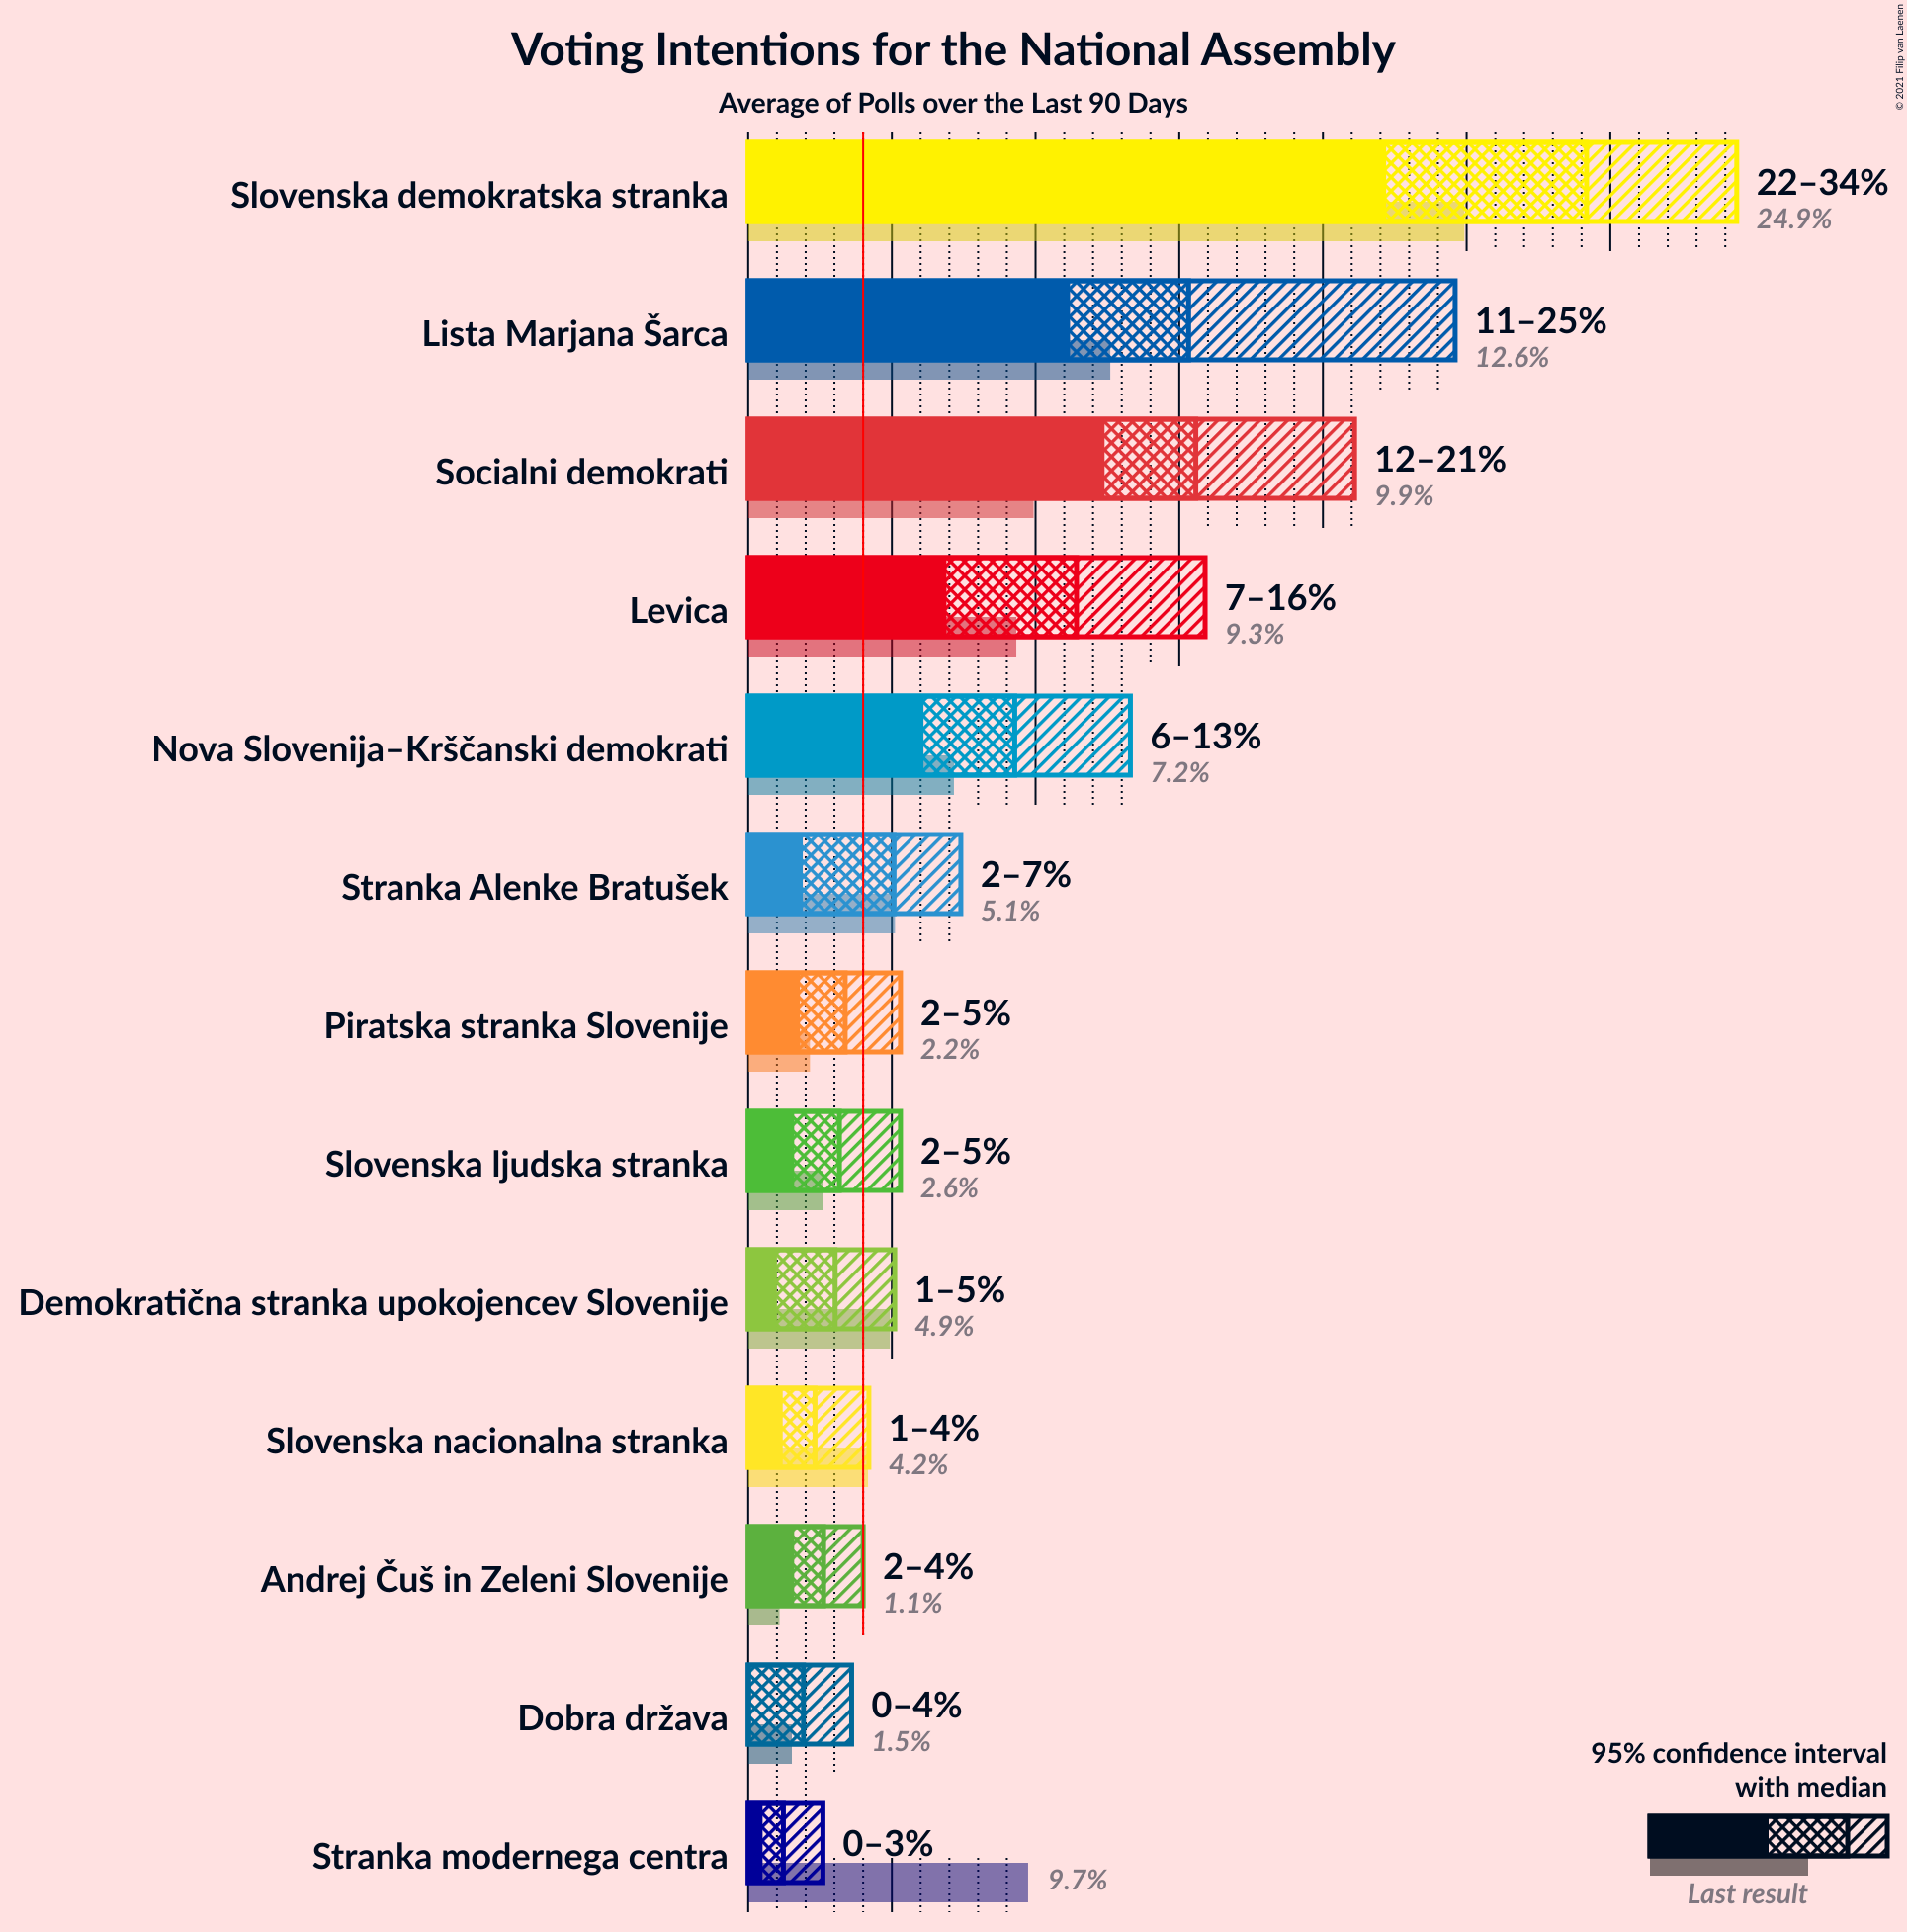 © 2021 Filip van Laenen
Voting Intentions for the National Assembly
Average of Polls over the Last 90 Days
Slovenska demokratska stranka
22–34%
24.9%
Lista Marjana Šarca
11–25%
12.6%
Socialni demokrati
12–21%
9.9%
Levica
7–16%
9.3%
Nova Slovenija–Krščanski demokrati
6–13%
7.2%
Stranka Alenke Bratušek
2–7%
5.1%
Piratska stranka Slovenije
2–5%
2.2%
Slovenska ljudska stranka
2–5%
2.6%
Demokratična stranka upokojencev Slovenije
1–5%
4.9%
Slovenska nacionalna stranka
1–4%
4.2%
Andrej Čuš in Zeleni Slovenije
2–4%
1.1%
Dobra država
0–4%
1.5%
Stranka modernega centra
0–3%
9.7%
95% confidence interval
with median
Last result